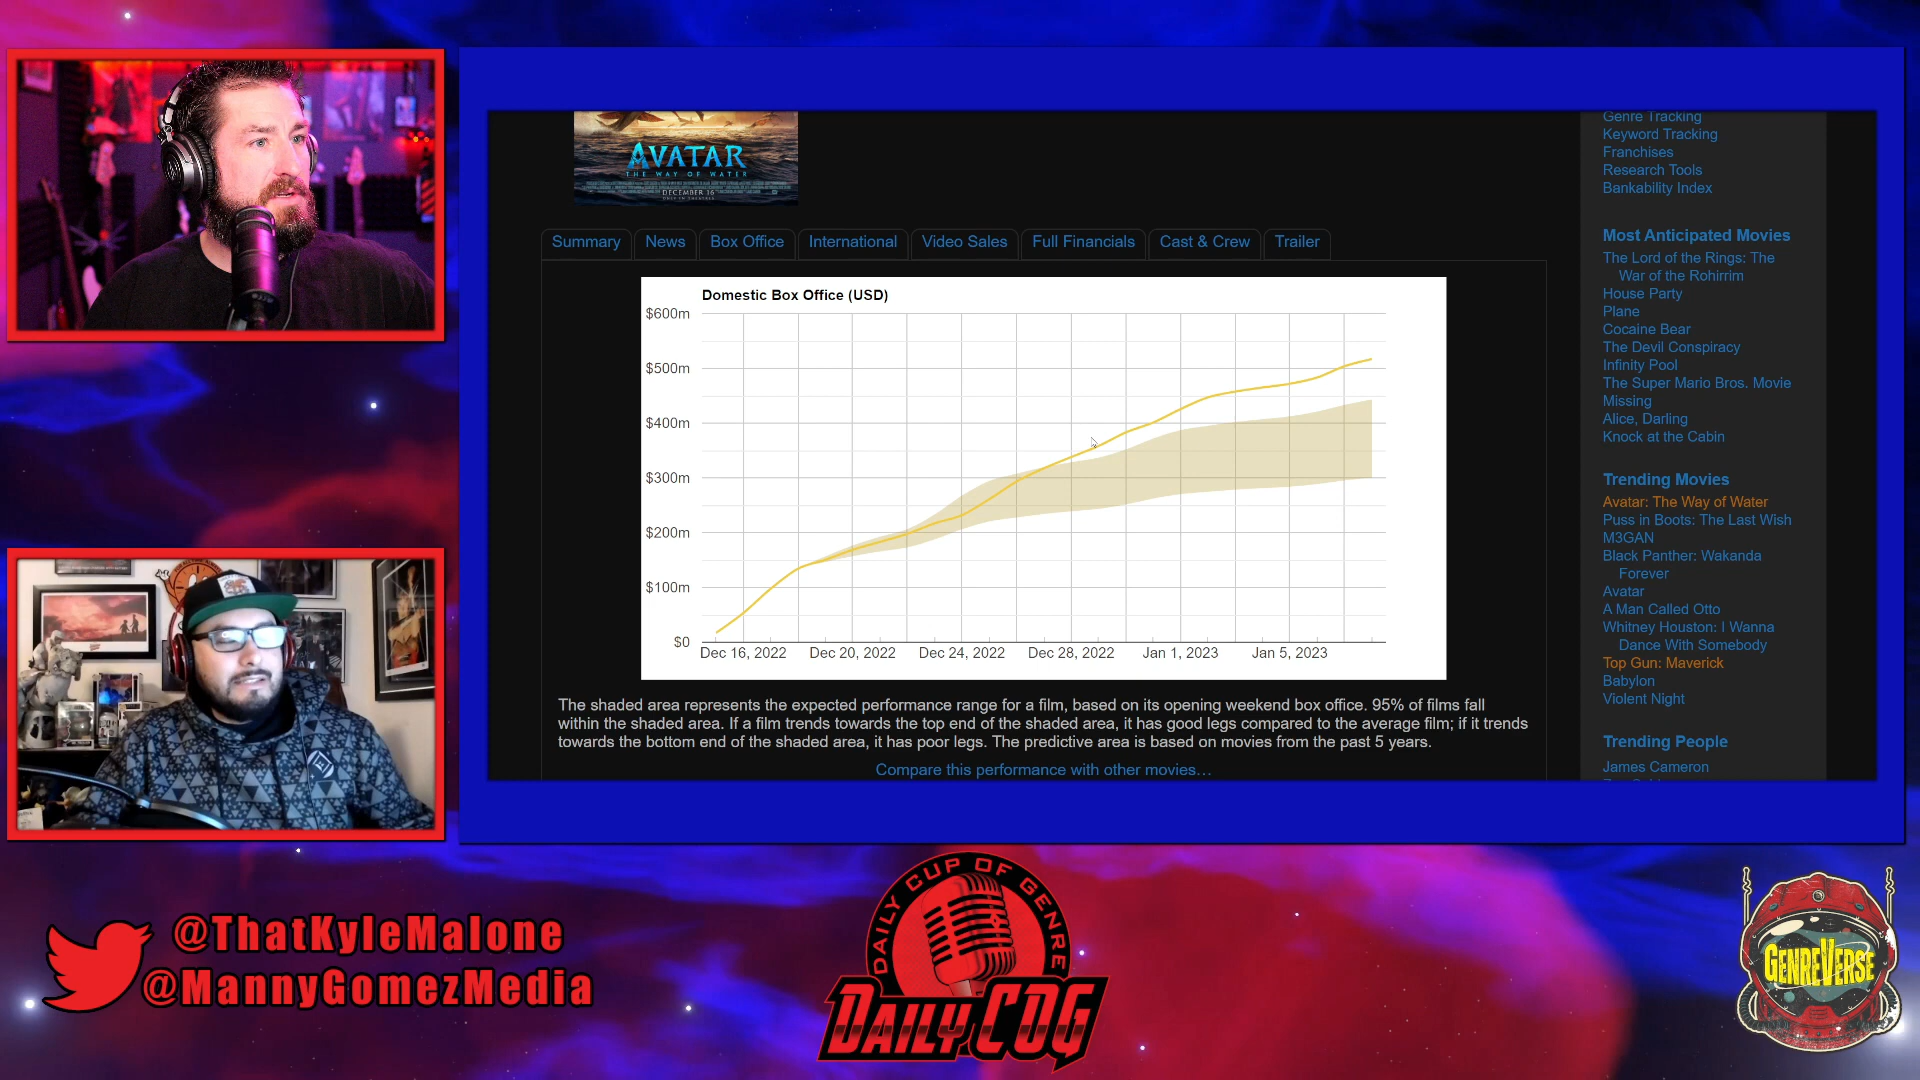 AVATAR
THE WAY OF WATER
DECEMBER 16
Summary
News
Box Office
International
Video Sales
Full Financials
Cast & Crew
Trailer
Domestic Box Office (USD)
$600m
$500m
$400m
$300m
$200m
$100m
$0
Dec 16, 2022
Dec 20, 2022
Dec 24, 2022
Dec 28, 2022
Jan 1, 2023
Jan 5, 2023
The shaded area represents the expected performance range for a film, based on its opening weekend box office. 95% of films fall
within the shaded area. If a film trends towards the top end of the shaded area, it has good legs compared to the average film; if it trends
towards the bottom end of the shaded area, it has poor legs. The predictive area is based on movies from the past 5 years.
Compare this performance with other movies…
Genre Tracking
Keyword Tracking
Franchises
Research Tools
Bankability Index
Most Anticipated Movies
The Lord of the Rings: The
War of the Rohirrim
House Party
Plane
Cocaine Bear
The Devil Conspiracy
Infinity Pool
The Super Mario Bros. Movie
Missing
Alice, Darling
Knock at the Cabin
Trending Movies
Avatar: The Way of Water
Puss in Boots: The Last Wish
M3GAN
Black Panther: Wakanda
Forever
Avatar
A Man Called Otto
Whitney Houston: I Wanna
Dance With Somebody
Top Gun: Maverick
Babylon
Violent Night
Trending People
James Cameron
@ThatKyleMalone
@MannyGomezMedia
DAILY CUP OF GENRE
DAILY COG
GENREVERSE